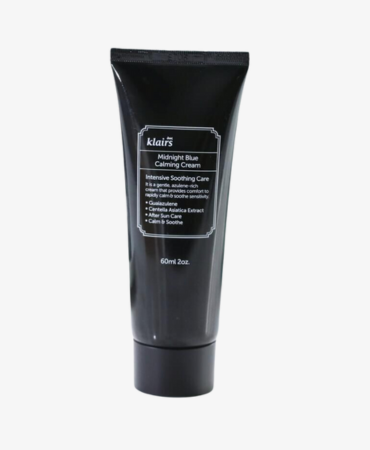 klairs
Midnight Blue
Calming Cream
Intensive Soothing Care
It is a gentle, azulene-rich
cream that provides comfort to
rapidly calm & soothe sensitivity.
• Guaiazulene
• Centella Asiatica Extract
• After Sun Care
• Calm & Soothe
60ml 2oz.